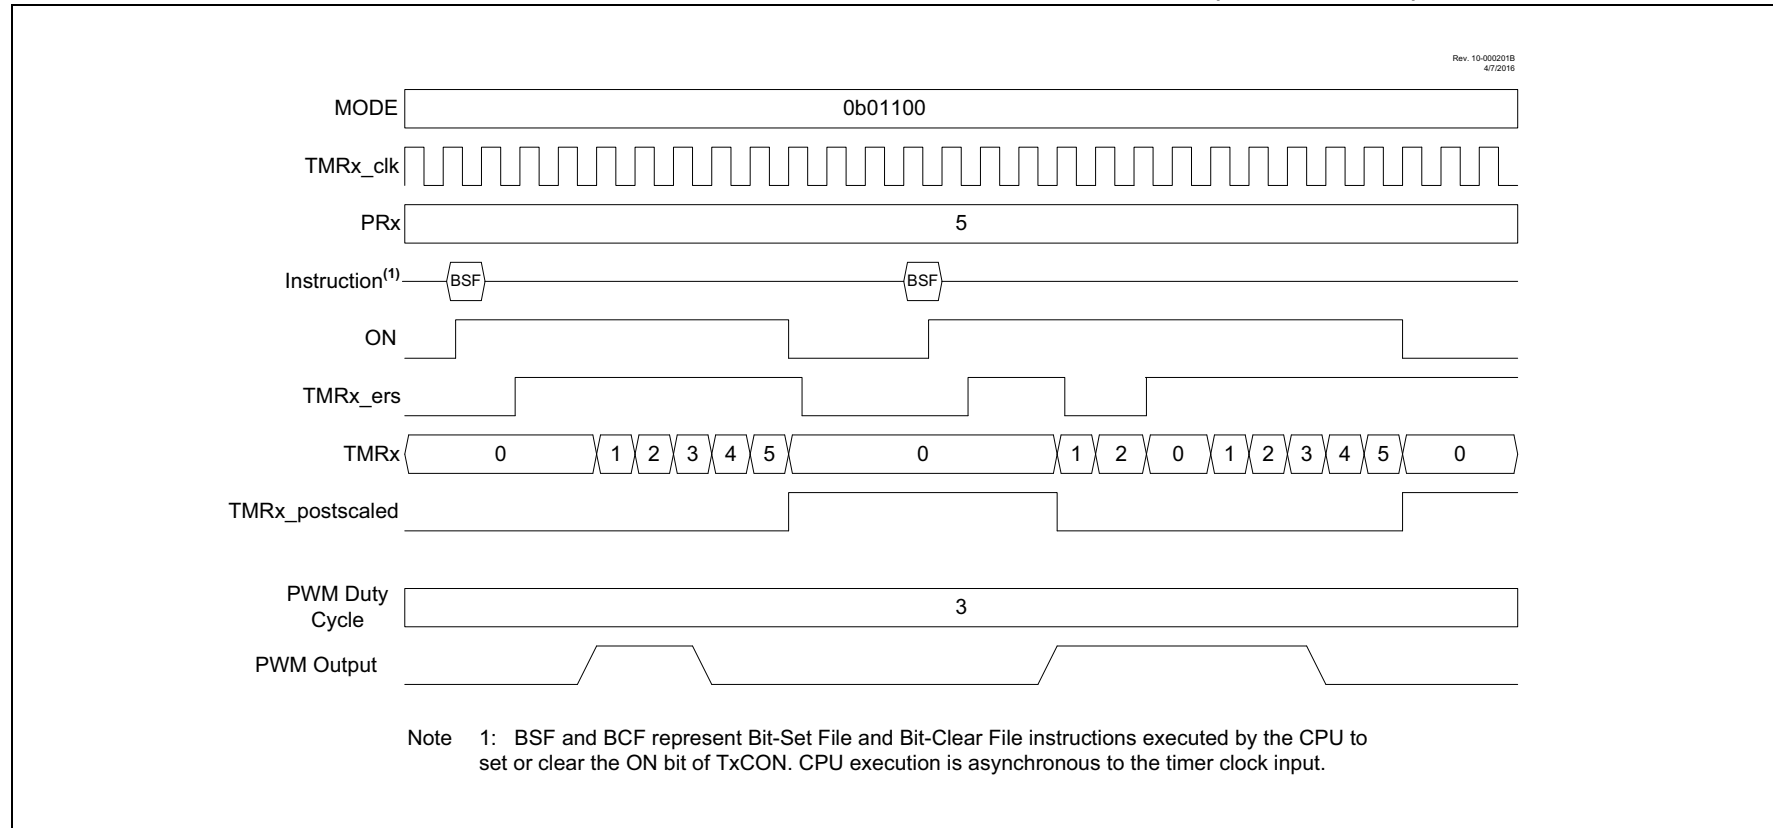 Rev. 10-000201B
4/7/2016
MODE 0b01100
TMRx_clk
PRx 5
Instruction(1) BSF BSF
ON
TMRx_ers
TMRx 0 1 2 3 4 5 0 1 2 0 1 2 3 4 5 0
TMRx_postscaled
PWM Duty
Cycle 3
PWM Output
Note 1: BSF and BCF represent Bit-Set File and Bit-Clear File instructions executed by the CPU to
set or clear the ON bit of TxCON. CPU execution is asynchronous to the timer clock input.